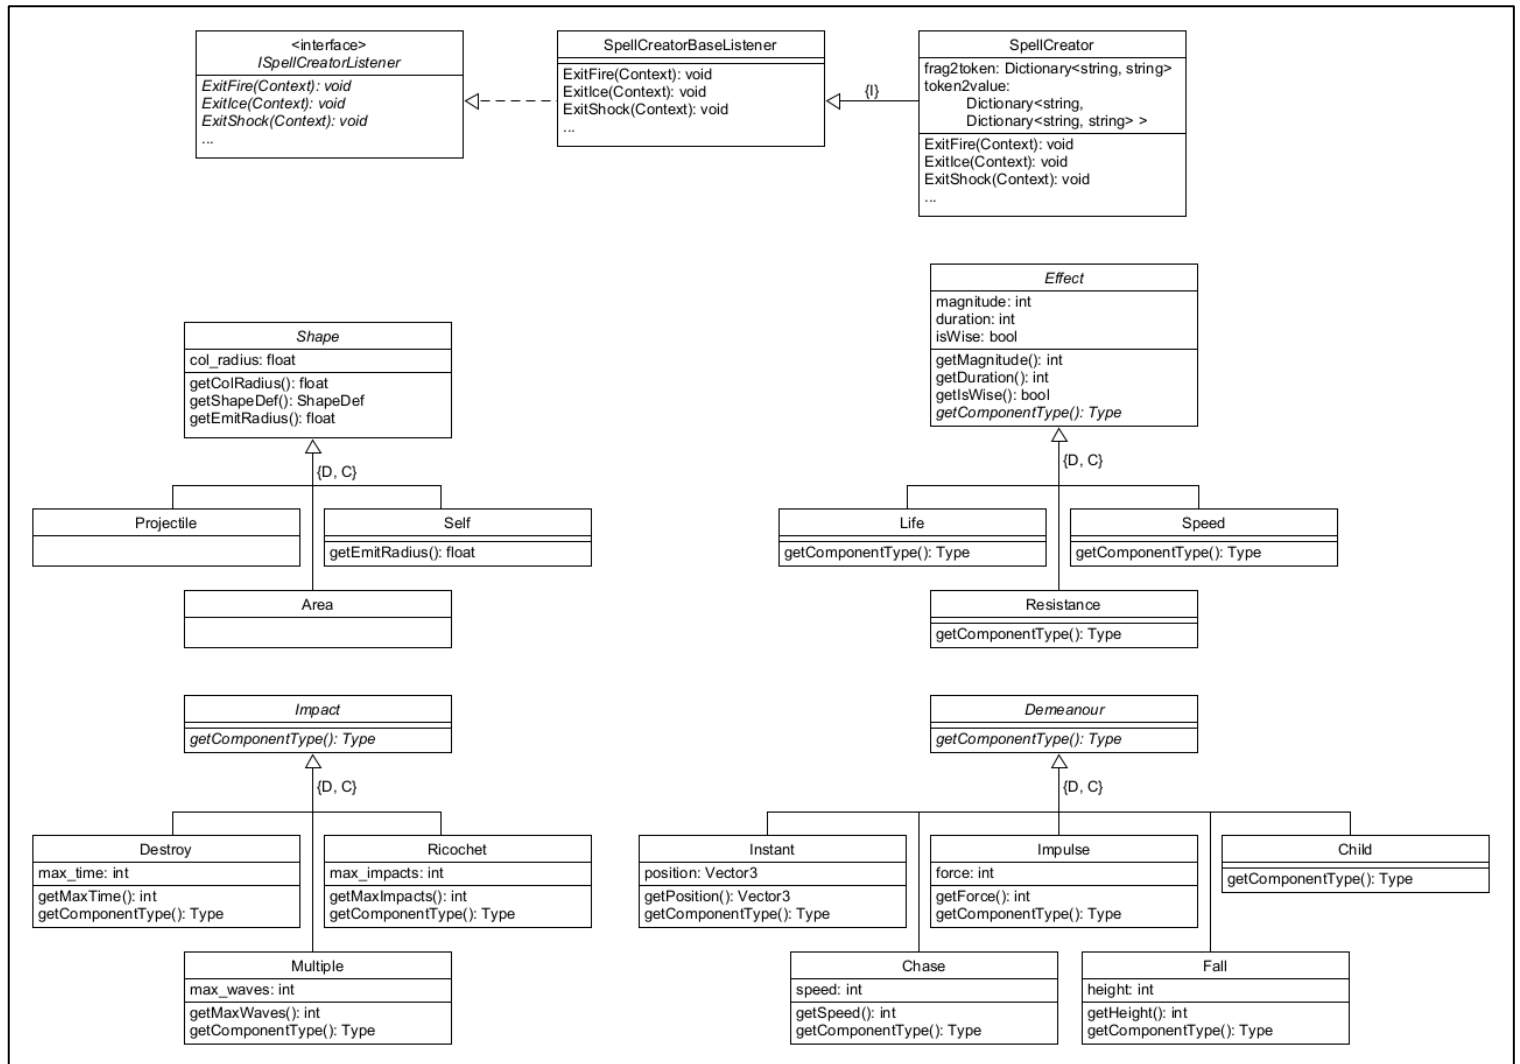 <interface>
ISpellCreatorListener
ExitFire(Context): void
ExitIce(Context): void
ExitShock(Context): void
...
SpellCreatorBaseListener
ExitFire(Context): void
ExitIce(Context): void
ExitShock(Context): void
...
{I}
SpellCreator
frag2token: Dictionary<string, string>
token2value:
Dictionary<string,
Dictionary<string, string> >
ExitFire(Context): void
ExitIce(Context): void
ExitShock(Context): void
...
Shape
col_radius: float
getColRadius(): float
getShapeDef(): ShapeDef
getEmitRadius(): float
{D, C}
Projectile
Self
getEmitRadius(): float
Area
Effect
magnitude: int
duration: int
isWise: bool
getMagnitude(): int
getDuration(): int
getIsWise(): bool
getComponentType(): Type
{D, C}
Life
getComponentType(): Type
Speed
getComponentType(): Type
Resistance
getComponentType(): Type
Impact
getComponentType(): Type
{D, C}
Destroy
max_time: int
getMaxTime(): int
getComponentType(): Type
Ricochet
max_impacts: int
getMaxImpacts(): int
getComponentType(): Type
Multiple
max_waves: int
getMaxWaves(): int
getComponentType(): Type
Demeanour
getComponentType(): Type
{D, C}
Instant
position: Vector3
getPosition(): Vector3
getComponentType(): Type
Impulse
force: int
getForce(): int
getComponentType(): Type
Child
getComponentType(): Type
Chase
speed: int
getSpeed(): int
getComponentType(): Type
Fall
height: int
getHeight(): int
getComponentType(): Type